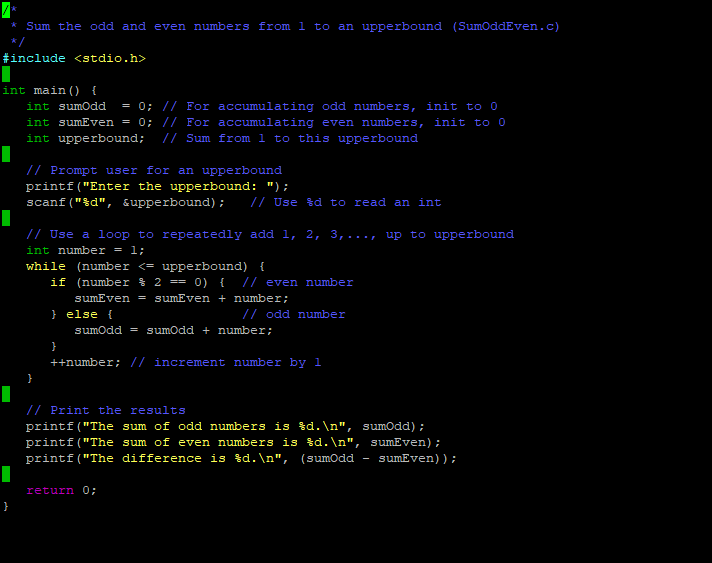 /*
 * Sum the odd and even numbers from 1 to an upperbound (SumOddEven.c)
 */
#include <stdio.h>

int main() {
   int sumOdd  = 0; // For accumulating odd numbers, init to 0
   int sumEven = 0; // For accumulating even numbers, init to 0
   int upperbound;  // Sum from 1 to this upperbound

   // Prompt user for an upperbound
   printf("Enter the upperbound: ");
   scanf("%d", &upperbound);   // Use %d to read an int

   // Use a loop to repeatedly add 1, 2, 3,..., up to upperbound
   int number = 1;
   while (number <= upperbound) {
      if (number % 2 == 0) {  // even number
         sumEven = sumEven + number;
      } else {                // odd number
         sumOdd = sumOdd + number;
      }
      ++number; // increment number by 1
   }

   // Print the results
   printf("The sum of odd numbers is %d.\n", sumOdd);
   printf("The sum of even numbers is %d.\n", sumEven);
   printf("The difference is %d.\n", (sumOdd - sumEven));

   return 0;
}